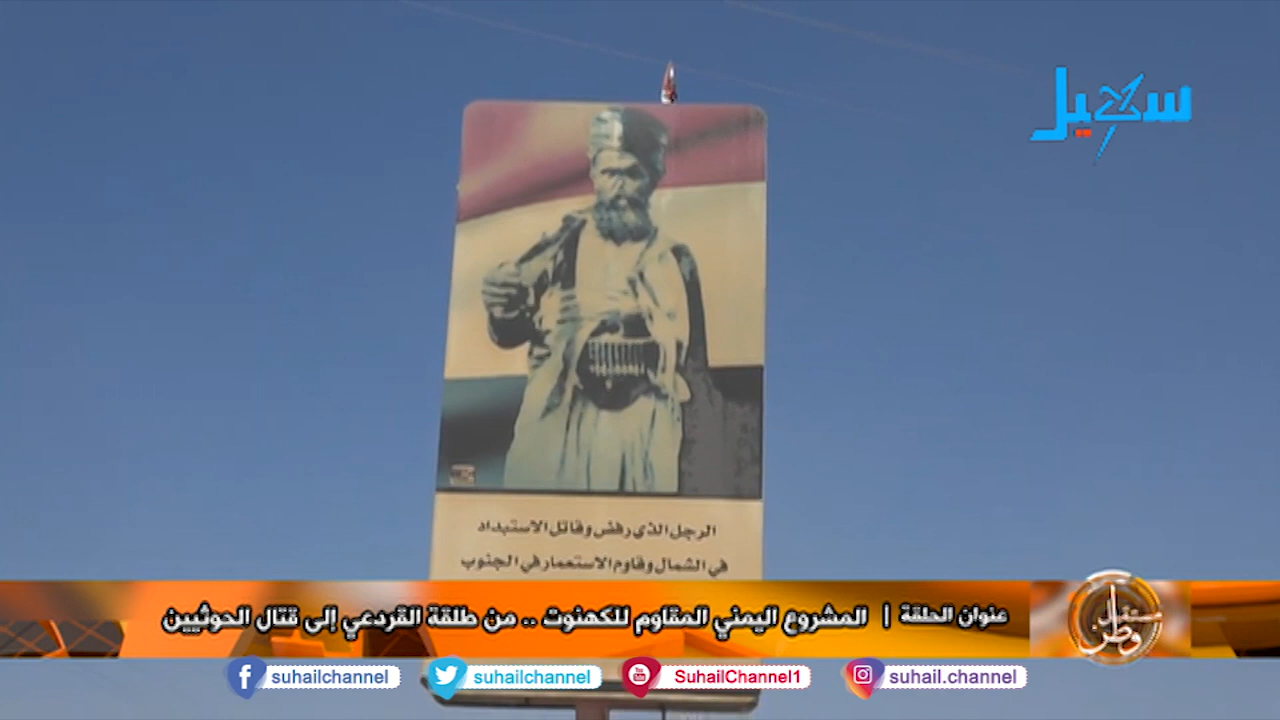 سهيل
الرجل الذي رفض وقاتل الاستبداد
في الشمال وقاوم الاستعمار في الجنوب
عنوان الحلقة | المشروع اليمني المقاوم للكهنوت .. من طلقة القردعي إلى قتال الحوثيين
مستقبل وطن
suhailchannel suhailchannel SuhailChannel1 suhail.channel